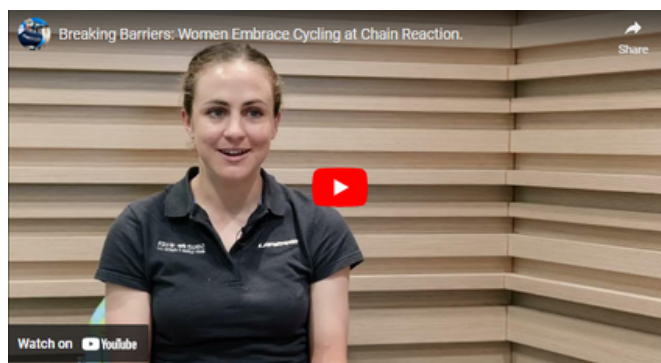 Breaking Barriers: Women Embrace Cycling at Chain Reaction.
Share
Watch on YouTube